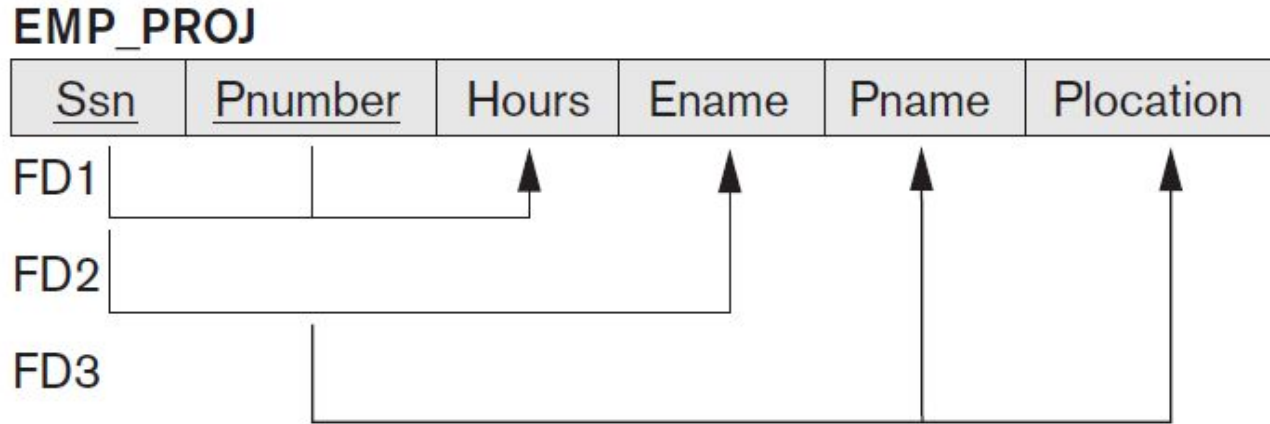 EMP_PROJ
Ssn Pnumber Hours Ename Pname Plocation
FD1
FD2
FD3